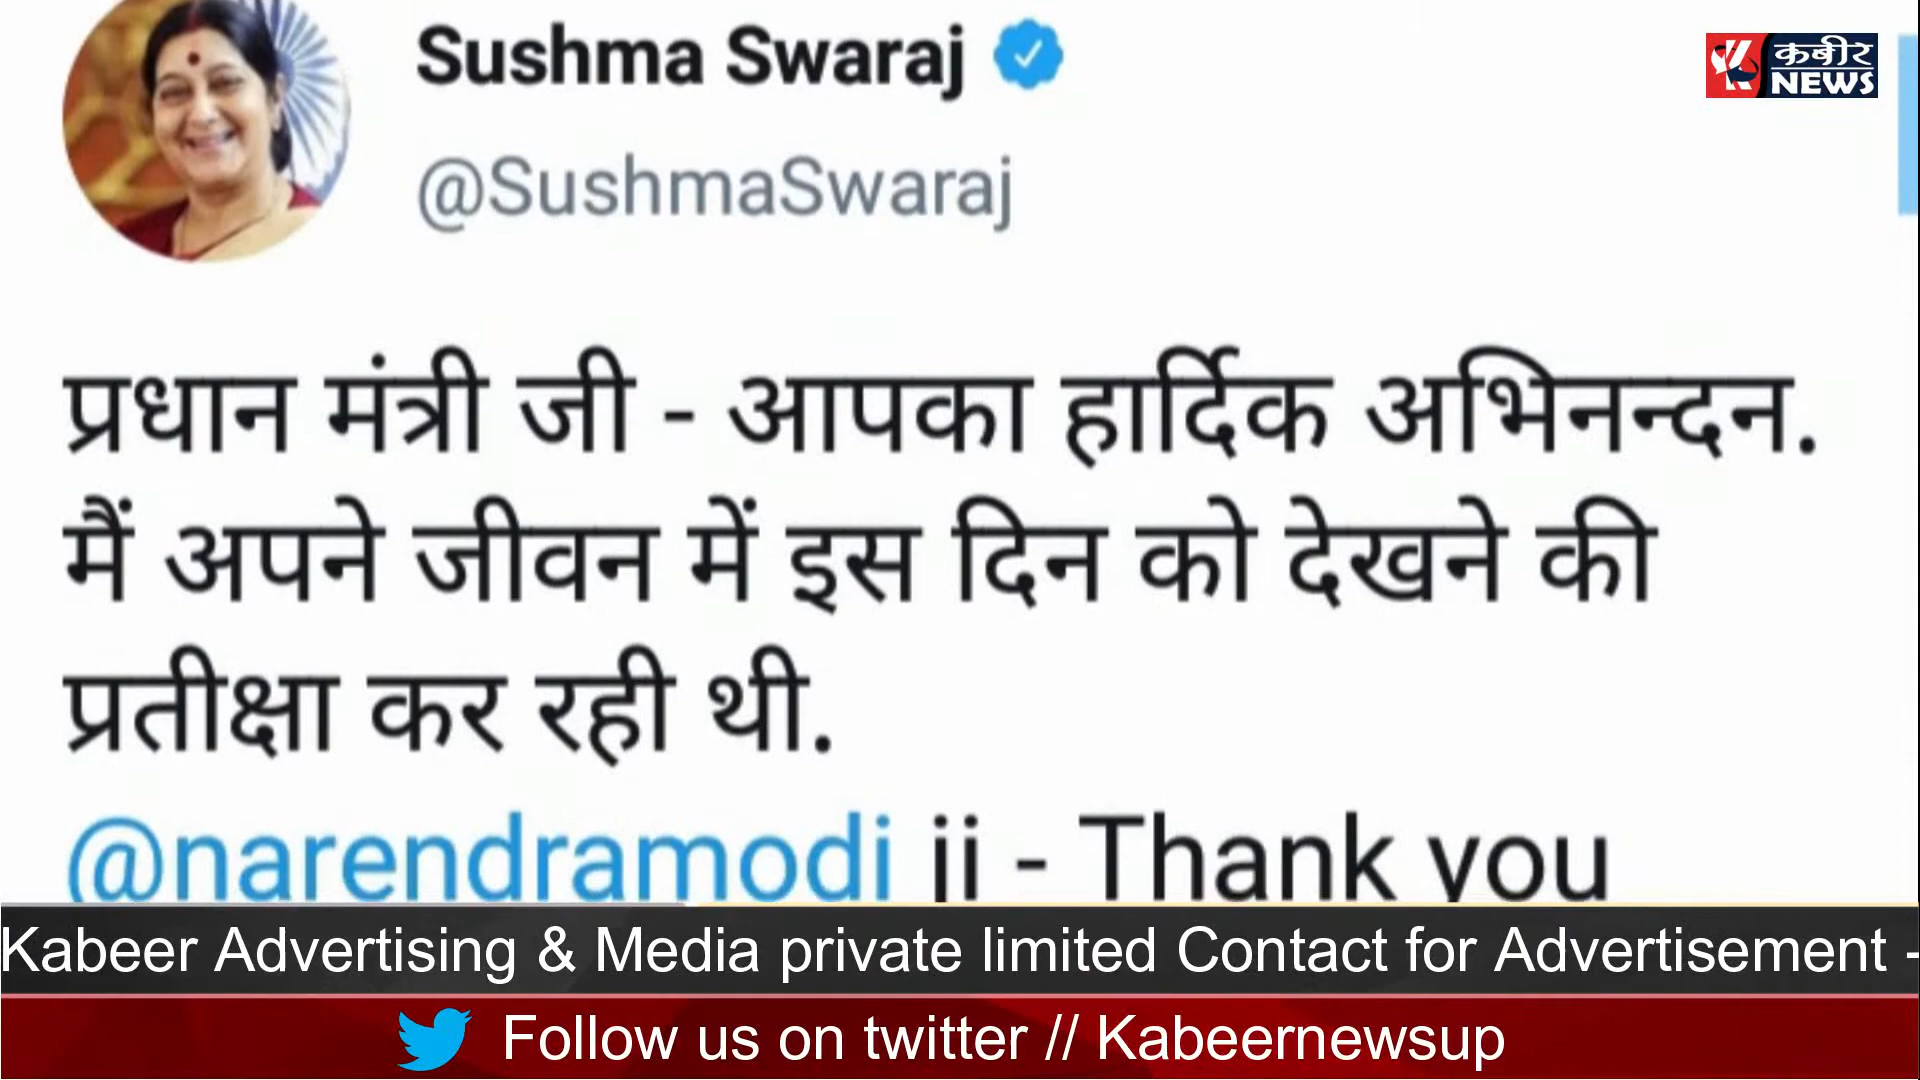 Sushma Swaraj
@SushmaSwaraj
कबीर
NEWS
प्रधान मंत्री जी - आपका हार्दिक अभिनन्दन.
मैं अपने जीवन में इस दिन को देखने की
प्रतीक्षा कर रही थी.
@narendramodi ji - Thank you
Kabeer Advertising & Media private limited Contact for Advertisement -
Follow us on twitter // Kabeernewsup